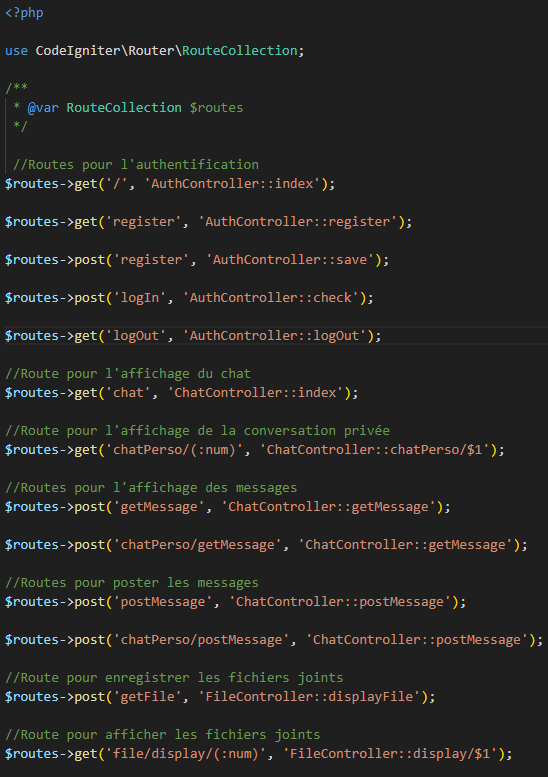 <?php
use CodeIgniter\Router\RouteCollection;
/**
* @var RouteCollection $routes
*/
//Routes pour l'authentification
$routes->get('/', 'AuthController::index');
$routes->get('register', 'AuthController::register');
$routes->post('register', 'AuthController::save');
$routes->post('logIn', 'AuthController::check');
$routes->get('logOut', 'AuthController::logOut');
//Route pour l'affichage du chat
$routes->get('chat', 'ChatController::index');
//Route pour l'affichage de la conversation privée
$routes->get('chatPerso/(:num)', 'ChatController::chatPerso/$1');
//Routes pour l'affichage des messages
$routes->post('getMessage', 'ChatController::getMessage');
$routes->post('chatPerso/getMessage', 'ChatController::getMessage');
//Routes pour poster les messages
$routes->post('postMessage', 'ChatController::postMessage');
$routes->post('chatPerso/postMessage', 'ChatController::postMessage');
//Route pour enregistrer les fichiers joints
$routes->post('getFile', 'FileController::displayFile');
//Route pour afficher les fichiers joints
$routes->get('file/display/(:num)', 'FileController::display/$1');